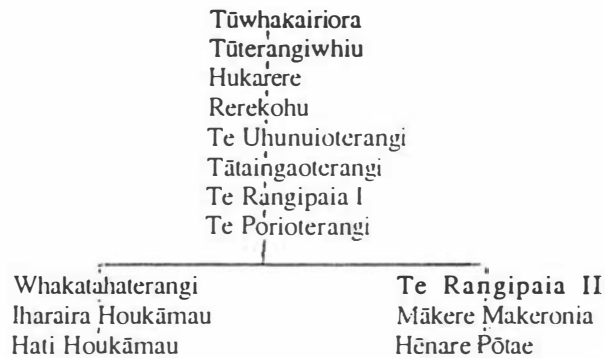 Tūwhakairiora
Tūterangiwhiu
Hukarere
Rerekohu
Te Uhunuioterangi
Tātaingaoterangi
Te Rangipaia I
Te Porioterangi
Whakatahaterangi
Iharaira Houkāmau
Hati Houkāmau
Te Rangipaia II
Mākere Makeronia
Hēnare Pōtae